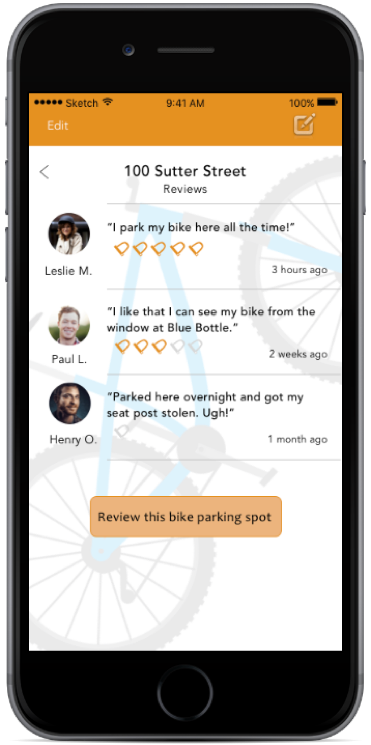 Sketch 9:41 AM 100%
Edit
100 Sutter Street
Reviews
“I park my bike here all the time!”
Leslie M.
3 hours ago
“I like that I can see my bike from the
window at Blue Bottle.”
Paul L.
2 weeks ago
“Parked here overnight and got my
seat post stolen. Ugh!”
Henry O.
1 month ago
Review this bike parking spot